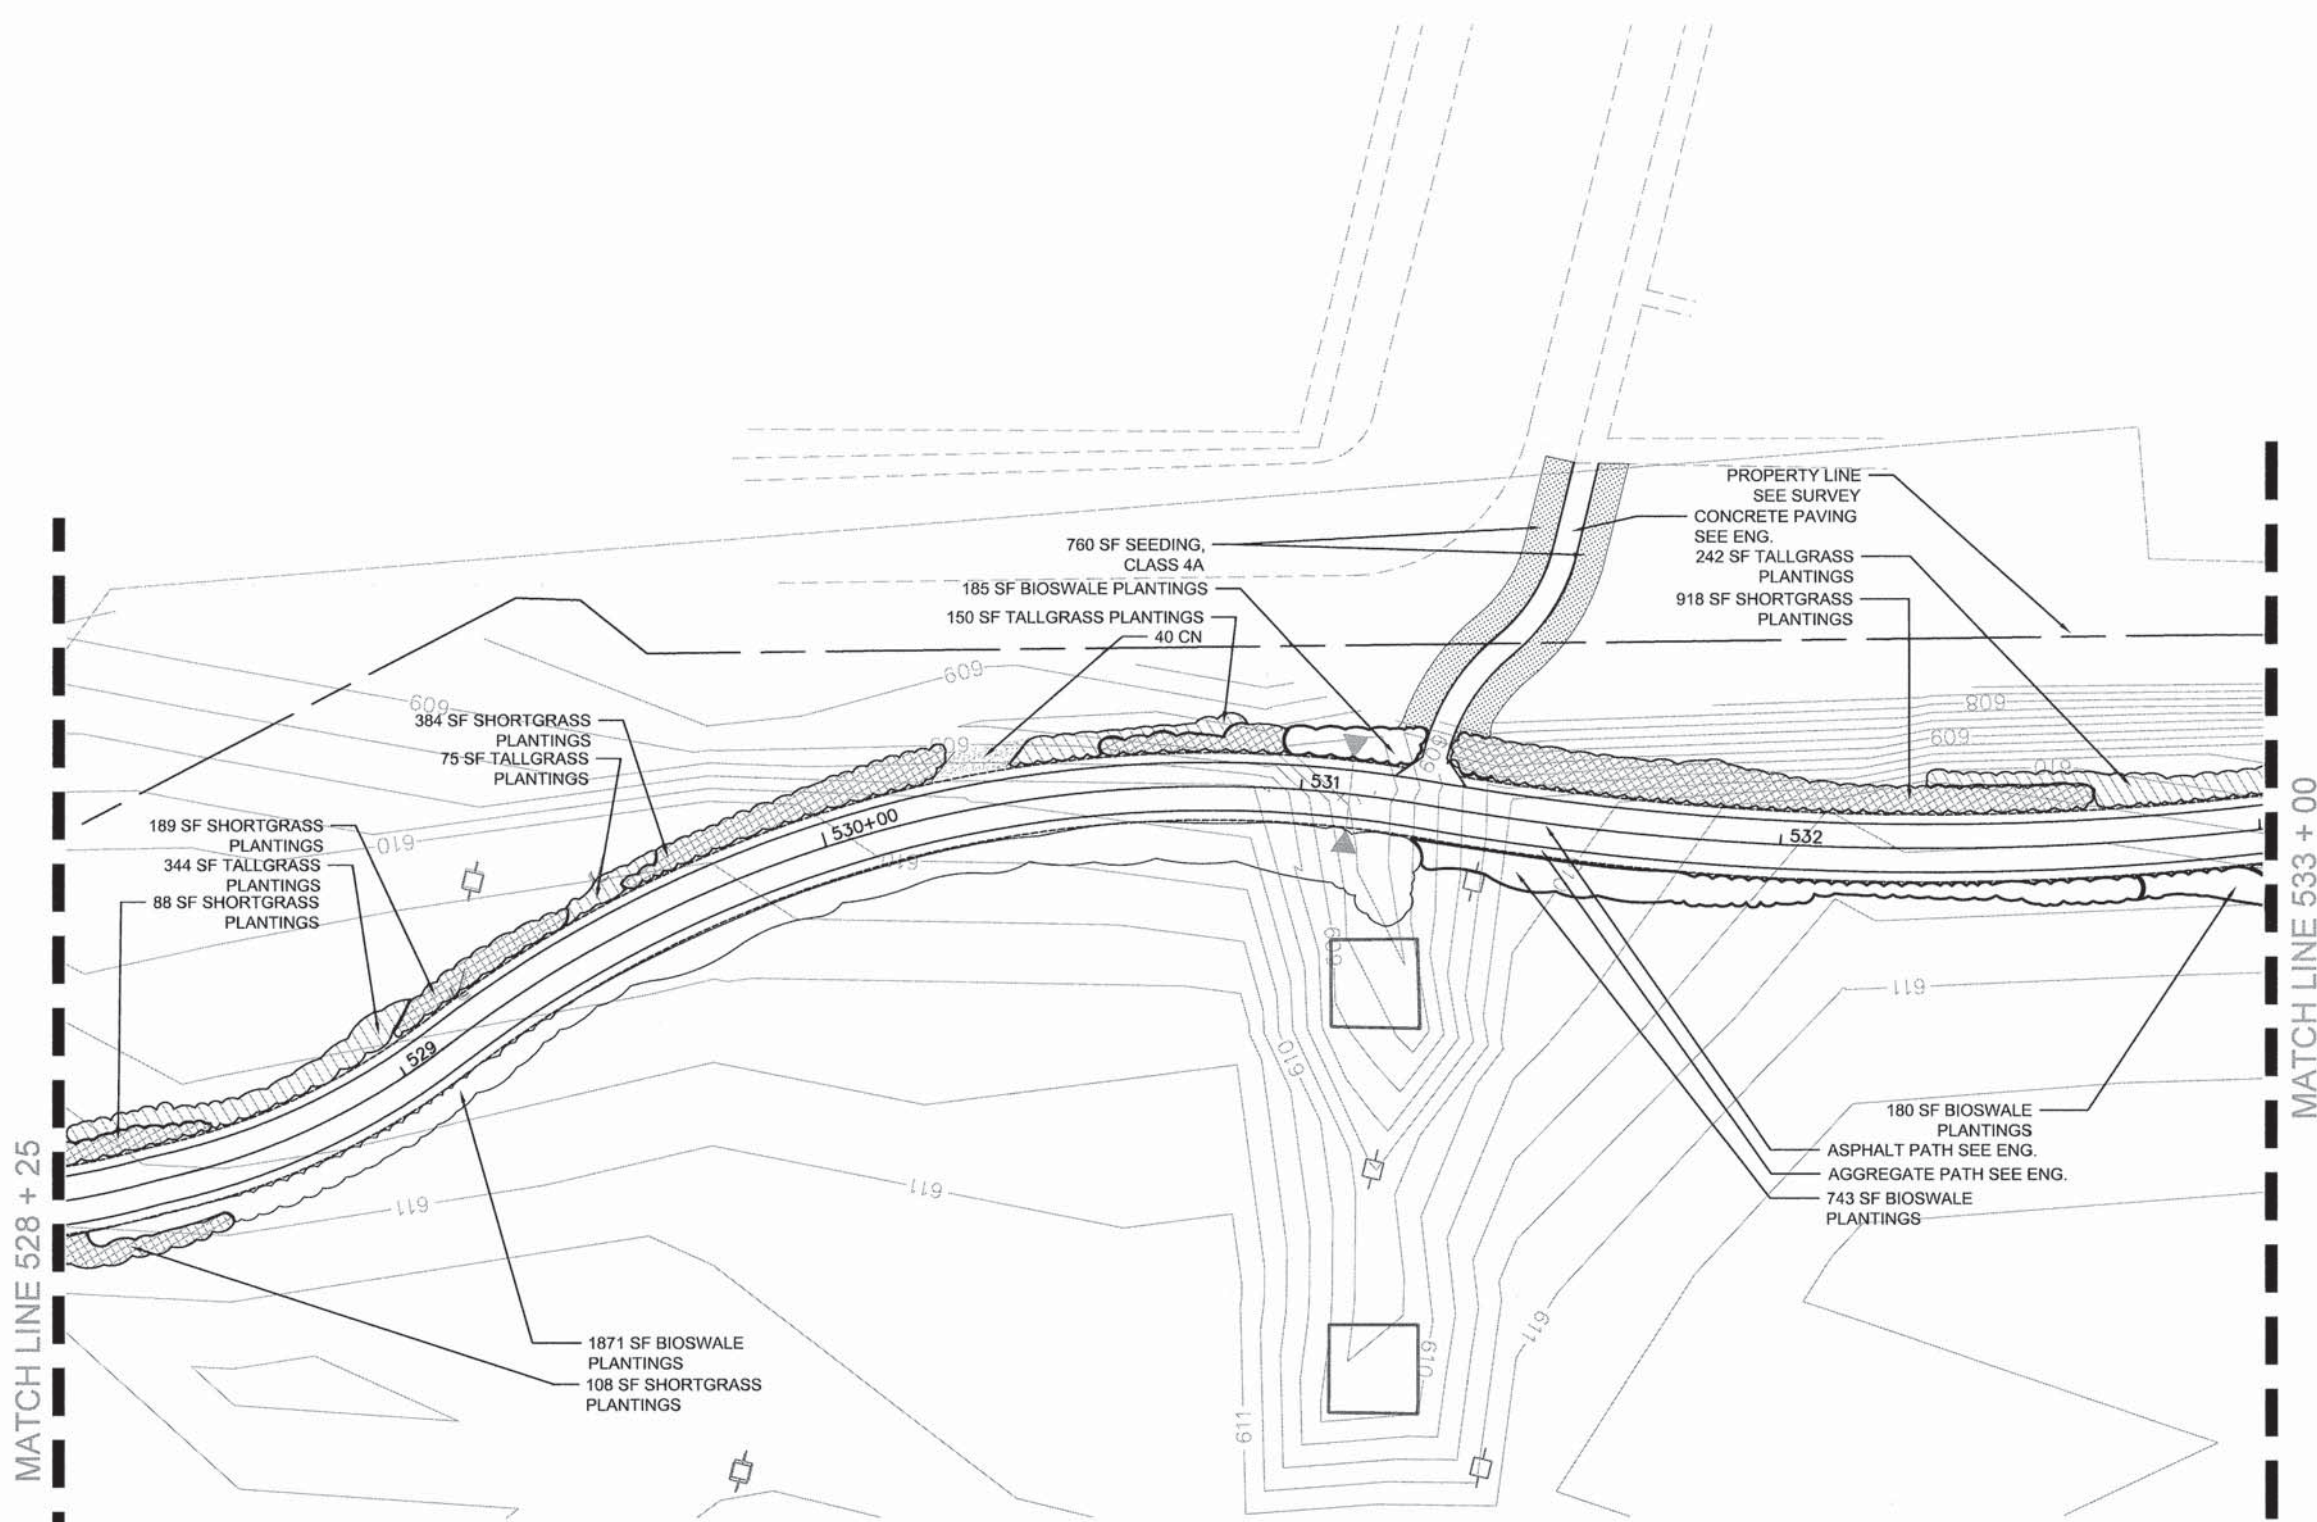 PROPERTY LINE
SEE SURVEY
CONCRETE PAVING
SEE ENG.
242 SF TALLGRASS
PLANTINGS
918 SF SHORTGRASS
PLANTINGS
760 SF SEEDING,
CLASS 4A
185 SF BIOSWALE PLANTINGS
150 SF TALLGRASS PLANTINGS
40 CN
609
609
609
609
608
609
610
384 SF SHORTGRASS
PLANTINGS
75 SF TALLGRASS
PLANTINGS
189 SF SHORTGRASS
PLANTINGS
344 SF TALLGRASS
PLANTINGS
88 SF SHORTGRASS
PLANTINGS
610
529
530+00
531
532
610
609
610
611
611
611
611
610
611
180 SF BIOSWALE
PLANTINGS
ASPHALT PATH SEE ENG.
AGGREGATE PATH SEE ENG.
743 SF BIOSWALE
PLANTINGS
1871 SF BIOSWALE
PLANTINGS
108 SF SHORTGRASS
PLANTINGS
MATCH LINE 528 + 25
MATCH LINE 533 + 00